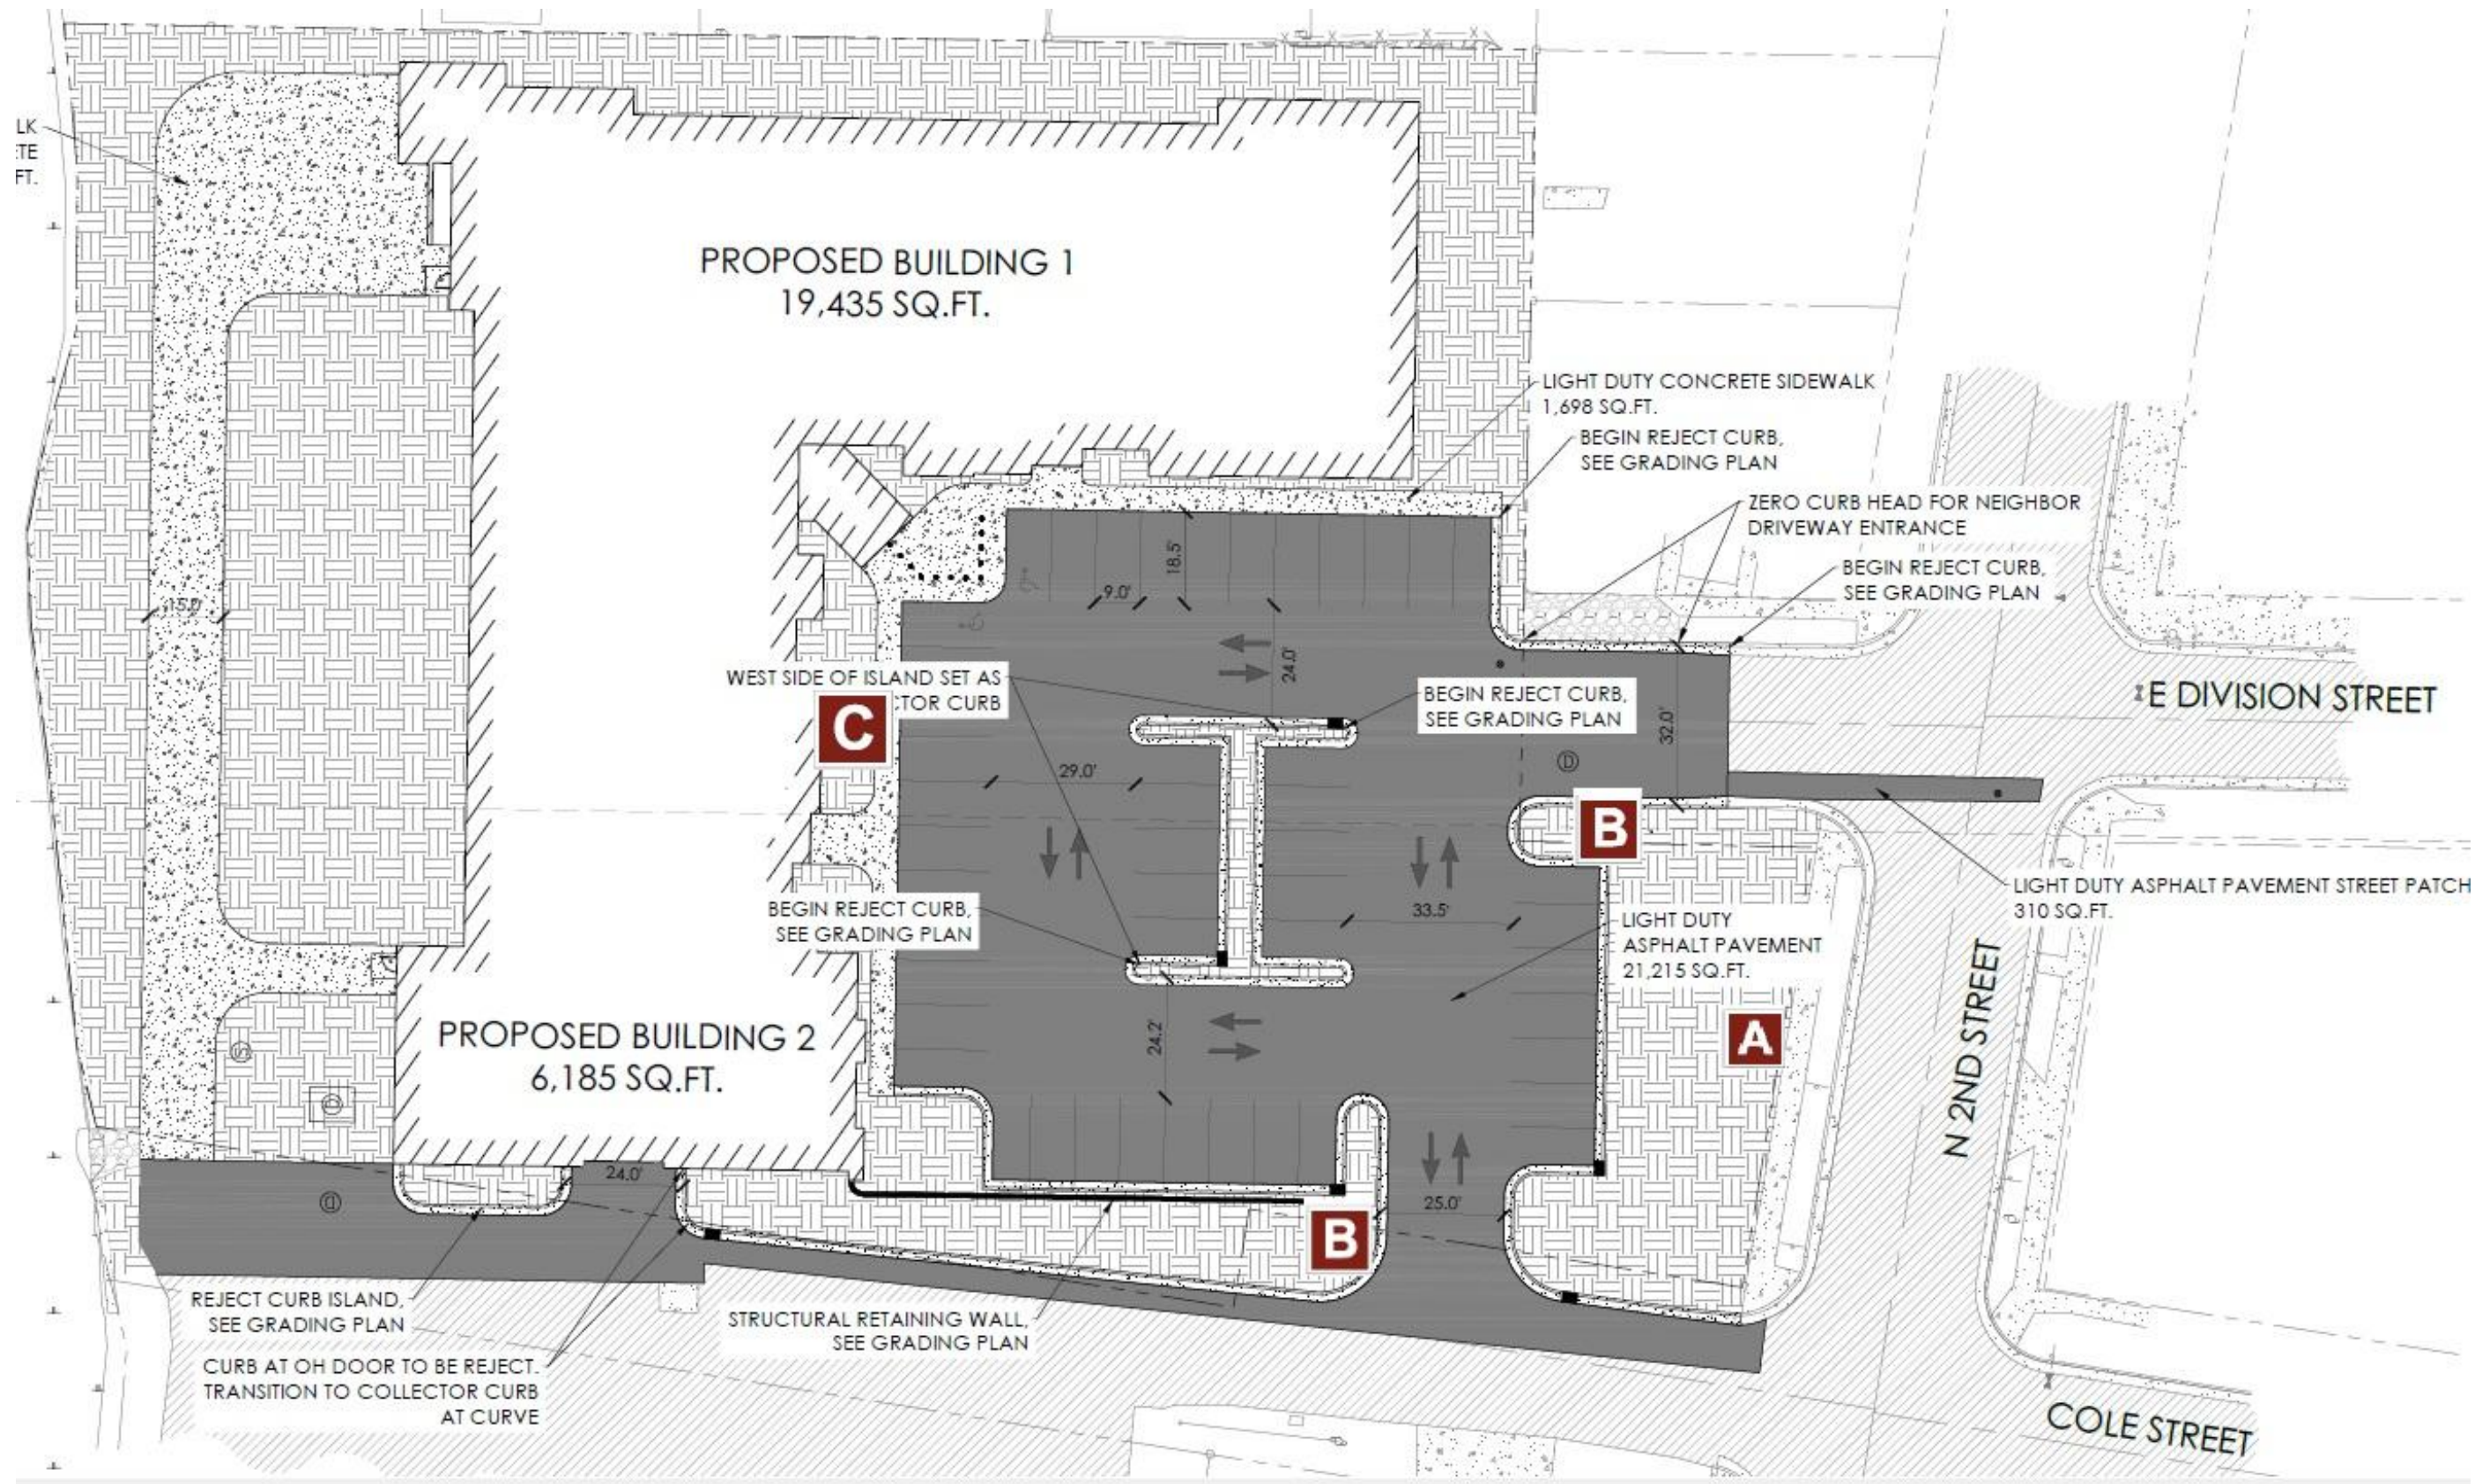 LK
TE
FT.
PROPOSED BUILDING 1
19,435 SQ.FT.
LIGHT DUTY CONCRETE SIDEWALK
1,698 SQ.FT.
BEGIN REJECT CURB,
SEE GRADING PLAN
ZERO CURB HEAD FOR NEIGHBOR
DRIVEWAY ENTRANCE
BEGIN REJECT CURB,
SEE GRADING PLAN
18.5'
9.0'
15.0'
24.0'
WEST SIDE OF ISLAND SET AS
CTOR CURB
C
BEGIN REJECT CURB,
SEE GRADING PLAN
32.0'
E DIVISION STREET
29.0'
D
B
LIGHT DUTY ASPHALT PAVEMENT STREET PATCH
310 SQ.FT.
BEGIN REJECT CURB,
SEE GRADING PLAN
33.5'
LIGHT DUTY
ASPHALT PAVEMENT
21,215 SQ.FT.
N 2ND STREET
A
PROPOSED BUILDING 2
6,185 SQ.FT.
24.2'
S
D
24.0'
D
25.0'
B
REJECT CURB ISLAND,
SEE GRADING PLAN
STRUCTURAL RETAINING WALL,
SEE GRADING PLAN
CURB AT OH DOOR TO BE REJECT.
TRANSITION TO COLLECTOR CURB
AT CURVE
COLE STREET